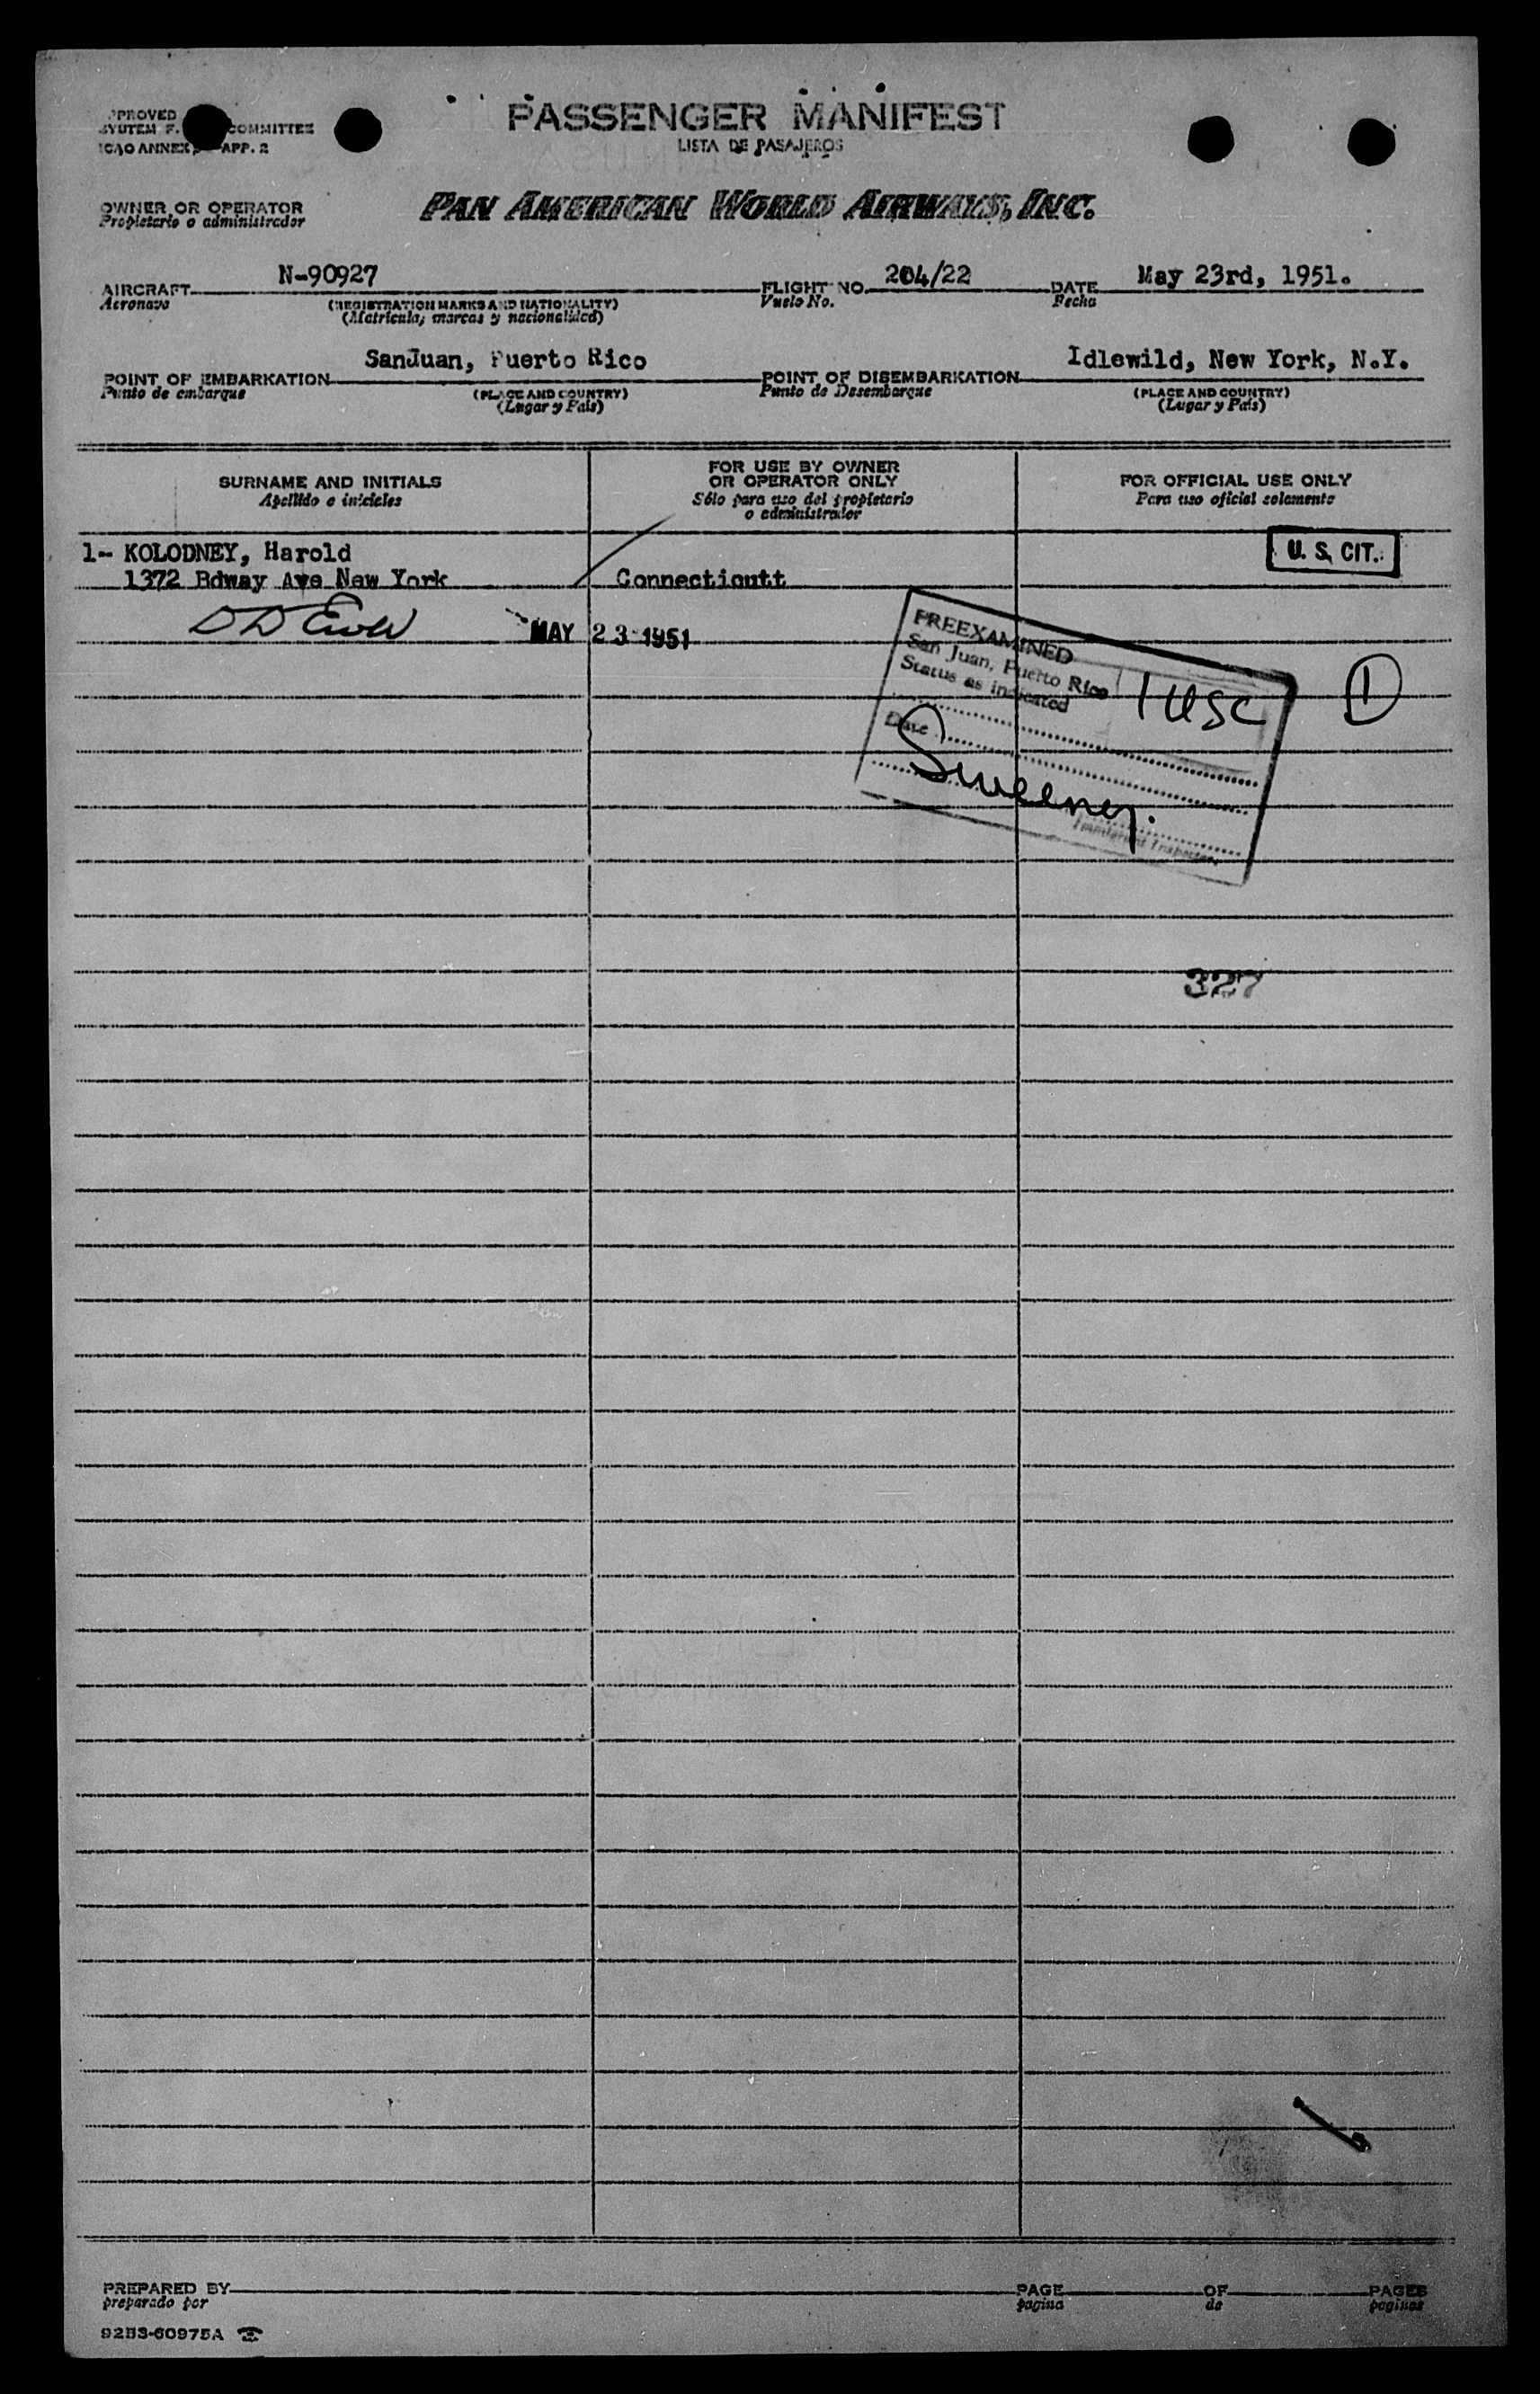 PASSENGER MANIFEST
LISTA DE PASAJEROS
PROVED
COMMITTEE
ICAO ANNEX APP. 2
OWNER OR OPERATOR
Propietario o administrador
PAN AMERICAN WORLD AIRWAYS, INC.
AIRCRAFT N-90927 FLIGHT NO. 204/22 DATE May 23rd, 1951.
Aeronave (REGISTRATION MARKS AND NATIONALITY) Vuelo No. Fecha
(Matricula, marcas y nacionalidad)
POINT OF EMBARKATION SanJuan, Puerto Rico POINT OF DISEMBARKATION Idlewild, New York, N.Y.
Punto de embarque (PLACE AND COUNTRY) Punto de Desembarque (PLACE AND COUNTRY)
(Lugar y País) (Lugar y País)
SURNAME AND INITIALS
Apellido e iniciales
FOR USE BY OWNER
OR OPERATOR ONLY
Sólo para uso del propietario
o administrador
FOR OFFICIAL USE ONLY
Para uso oficial solamente
1- KOLODNEY, Harold
U. S. CIT.
1372 Bdway Ave New York Connecticutt
MAY 23 1951
PREEXAMINED
San Juan, Puerto Rico
Status as indicated
1 USC
1
Date
Sweeney.
Immigrant Inspector.
327
PREPARED BY PAGE OF PAGES
preparado por pagina de paginas
9253-60975A